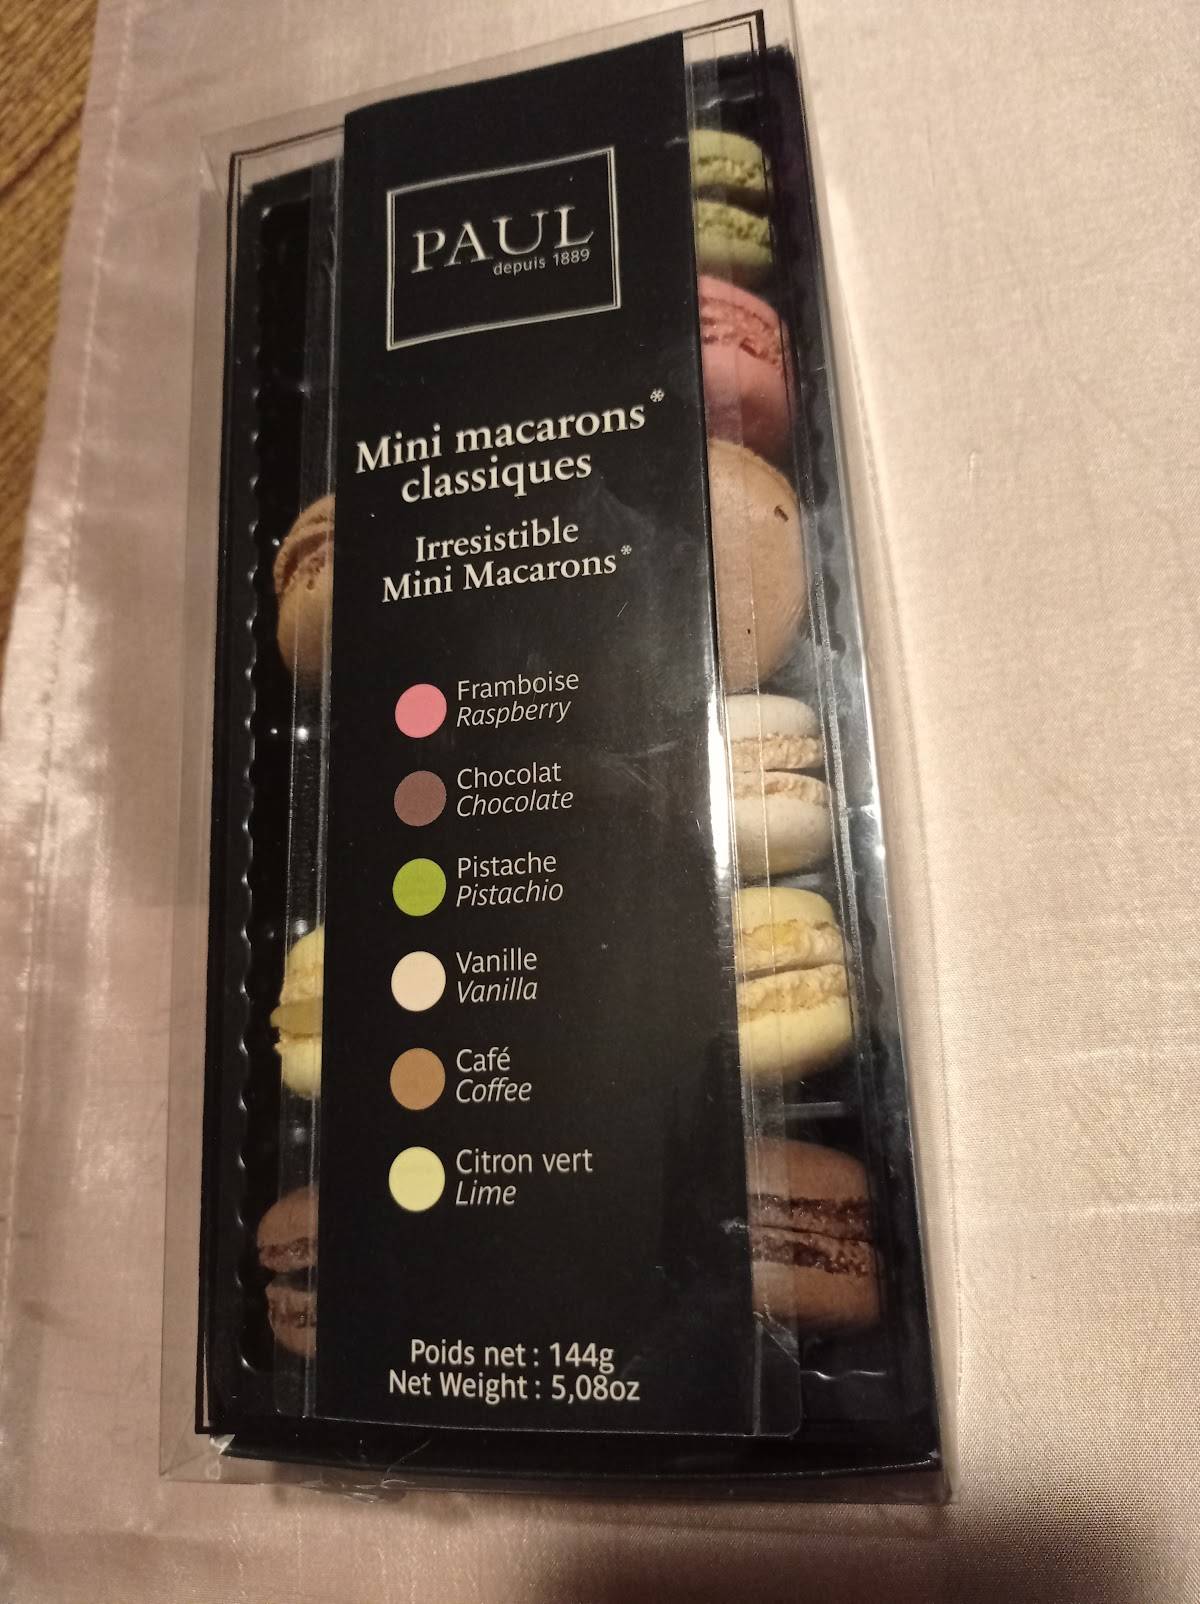 PAUL
depuis 1889
Mini macarons*
classiques
Irresistible
Mini Macarons*
Framboise
Raspberry
Chocolat
Chocolate
Pistache
Pistachio
Vanille
Vanilla
Café
Coffee
Citron vert
Lime
Poids net : 144g
Net Weight : 5,08oz